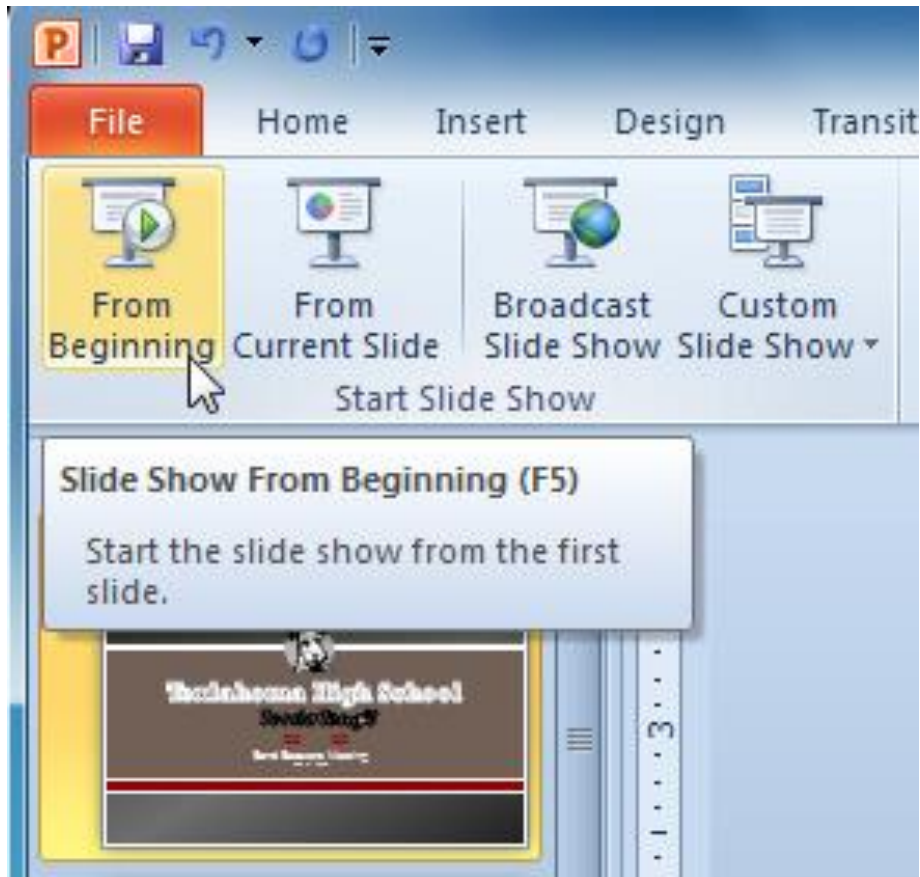 File Home Insert Design Transit
From Beginning
From Current Slide
Broadcast Slide Show
Custom Slide Show
Start Slide Show
Slide Show From Beginning (F5)
Start the slide show from the first
slide.
High School
3
1